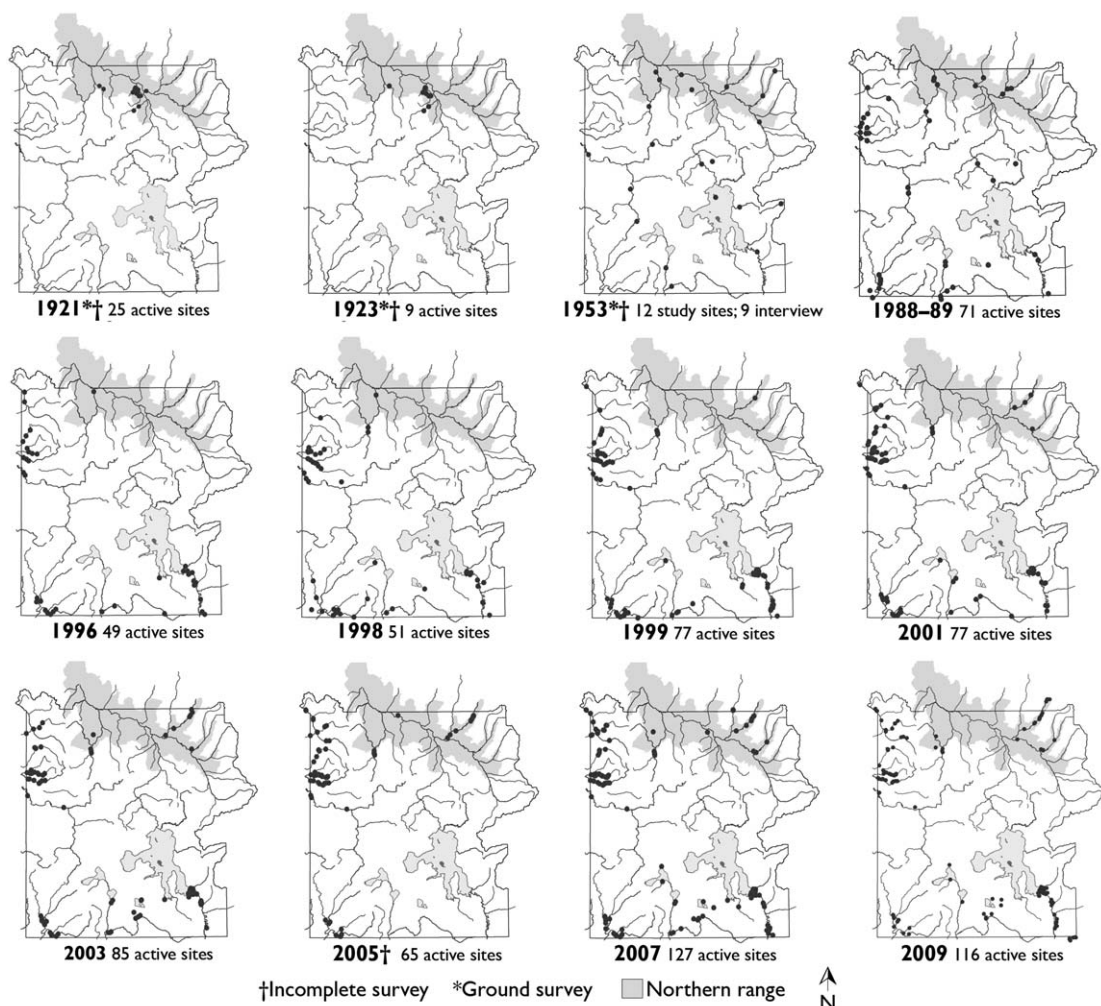 1921*† 25 active sites
1923*† 9 active sites
1953*† 12 study sites; 9 interview
1988–89 71 active sites
1996 49 active sites
1998 51 active sites
1999 77 active sites
2001 77 active sites
2003 85 active sites
2005† 65 active sites
2007 127 active sites
2009 116 active sites
†Incomplete survey *Ground survey Northern range
N